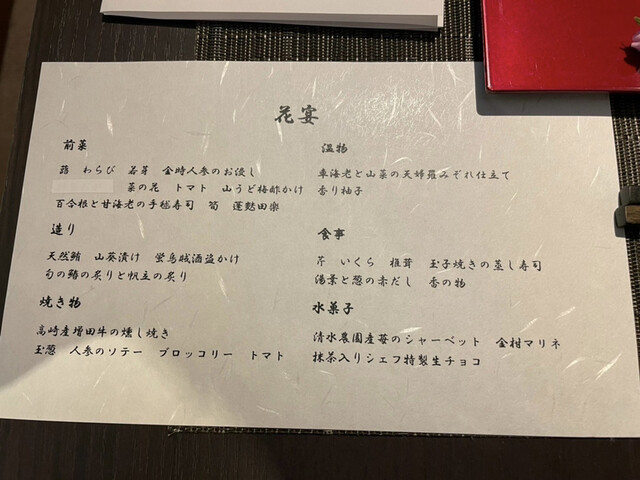 花宴
前菜
蕗 わらび 若芽 金時人参のお浸し
菜の花 トマト 山うど梅酢かけ
百合根と甘海老の手毬寿司 筍 蓬麩田楽
造り
天然鮪 山葵漬け 蛍烏賊酒盗かけ
旬の鰆の炙りと帆立の炙り
焼き物
高崎産増田牛の燻し焼き
玉葱 人参のソテー ブロッコリー トマト
温物
車海老と山菜の天婦羅みぞれ仕立て
香り柚子
食事
芹 いくら 椎茸 玉子焼きの蒸し寿司
湯葉と葱の赤だし 香の物
水菓子
清水農園産苺のシャーベット 金柑マリネ
抹茶入りシェフ特製生チョコ